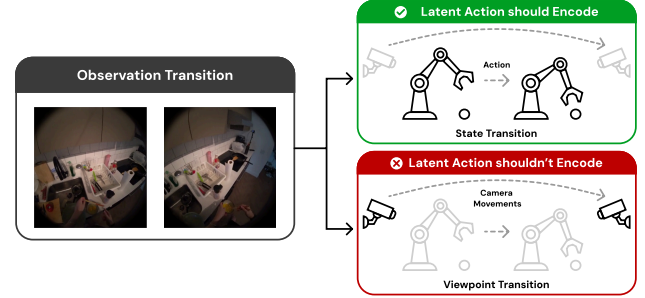 Observation Transition
Latent Action should Encode
Action
State Transition
Latent Action shouldn't Encode
Camera
Movements
Viewpoint Transition